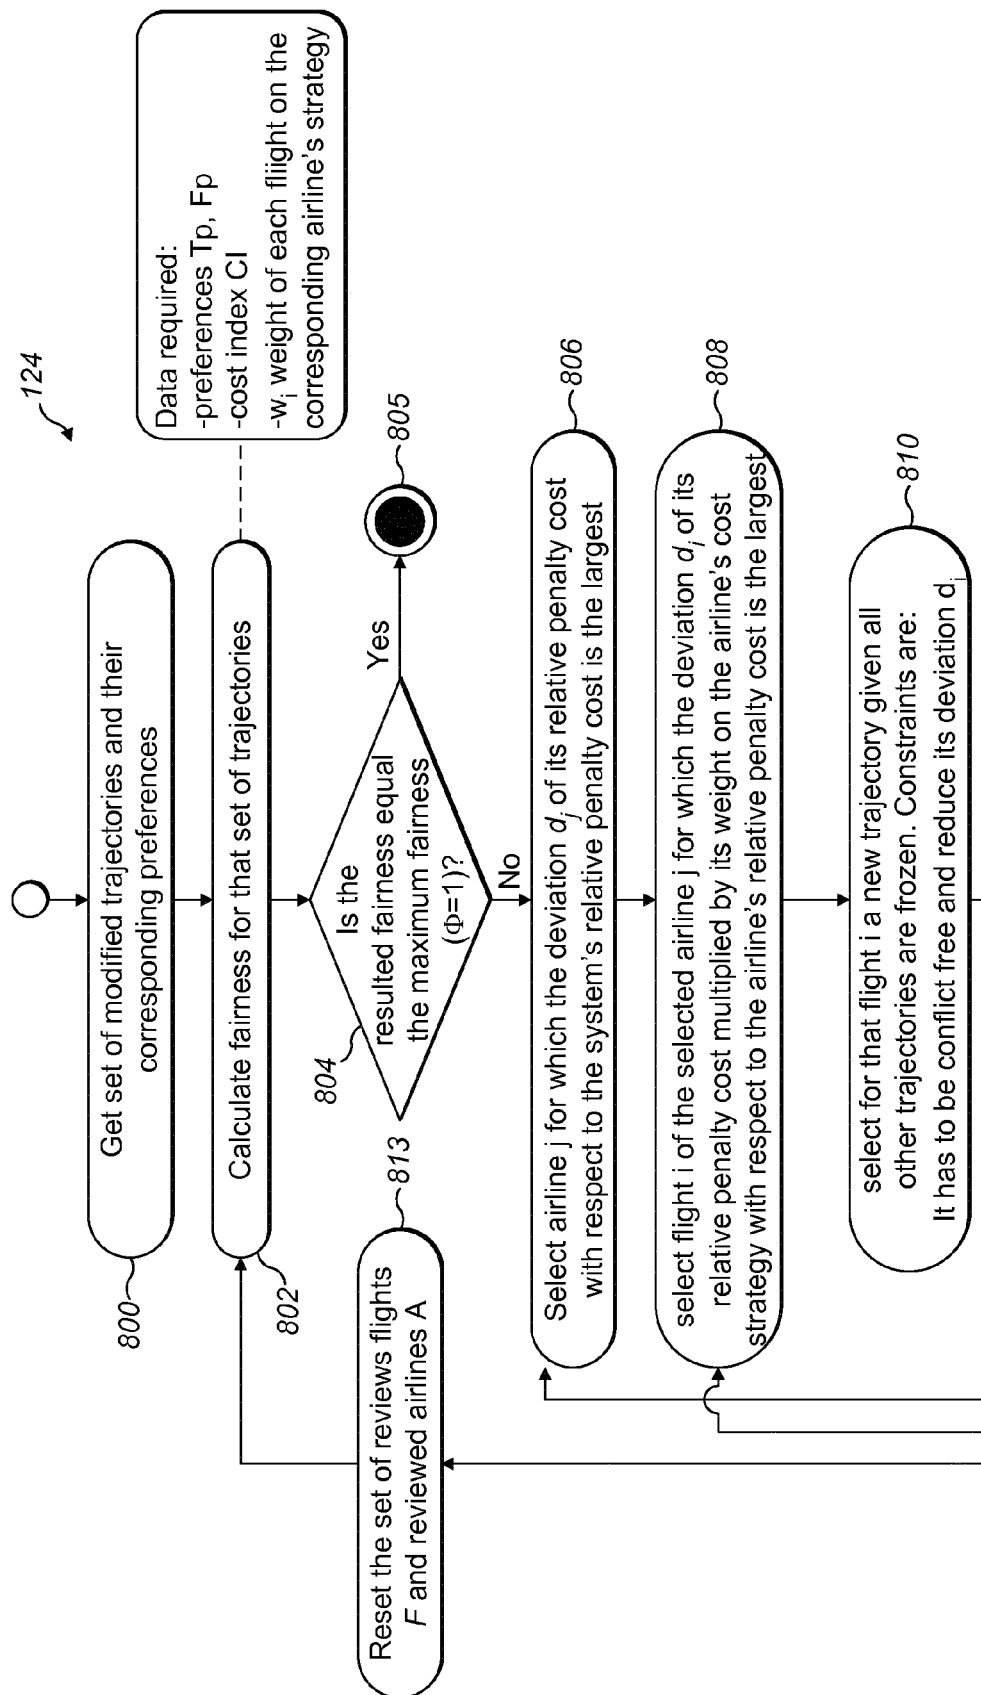 124
Get set of modified trajectories and their
corresponding preferences
800
Data required:
-preferences Tp, Fp
-cost index CI
-wi weight of each fliight on the
corresponding airline's strategy
Calculate fairness for that set of trajectories
802
Is the
resulted fairness equal
the maximum fairness
(Φ=1)?
804
Yes
805
No
Reset the set of reviews flights
F and reviewed airlines A
813
Select airline j for which the deviation dj of its relative penalty cost
with respect to the system's relative penalty cost is the largest
806
select flight i of the selected airline j for which the deviation di of its
relative penalty cost multiplied by its weight on the airline's cost
strategy with respect to the airline's relative penalty cost is the largest
808
select for that flight i a new trajectory given all
other trajectories are frozen. Constraints are:
It has to be conflict free and reduce its deviation di
810